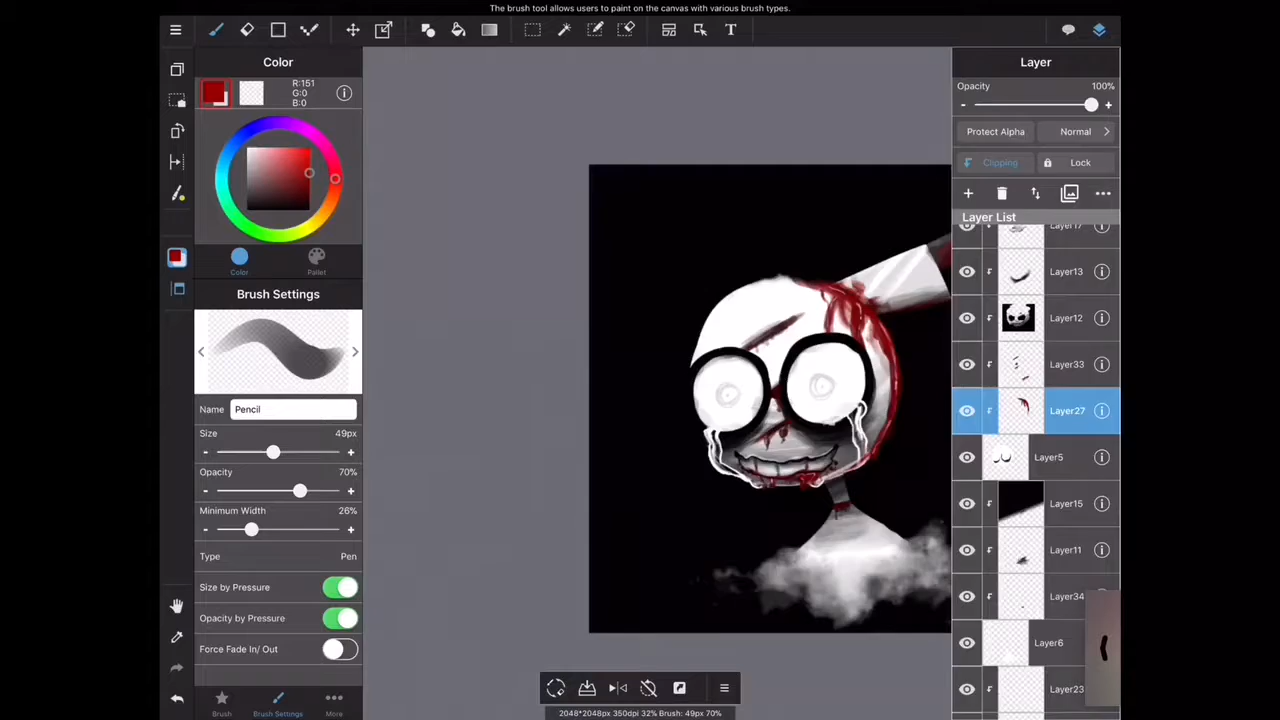 The brush tool allows users to paint on the canvas with various brush types.
T
Color
Layer
R:151
G:0
B:0
Opacity 100%
- +
Protect Alpha Normal
Clipping Lock
Layer List
Layer17
Color Pallet
Layer13
Brush Settings
Layer12
Layer33
Name Pencil
Layer27
Size 49px
- +
Layer5
Opacity 70%
- +
Layer15
Minimum Width 26%
- +
Layer11
Type Pen
Size by Pressure
Layer34
Opacity by Pressure
Layer6
Force Fade In/ Out
Layer23
Brush Brush Settings More
2048*2048px 350dpi 32% Brush: 49px 70%